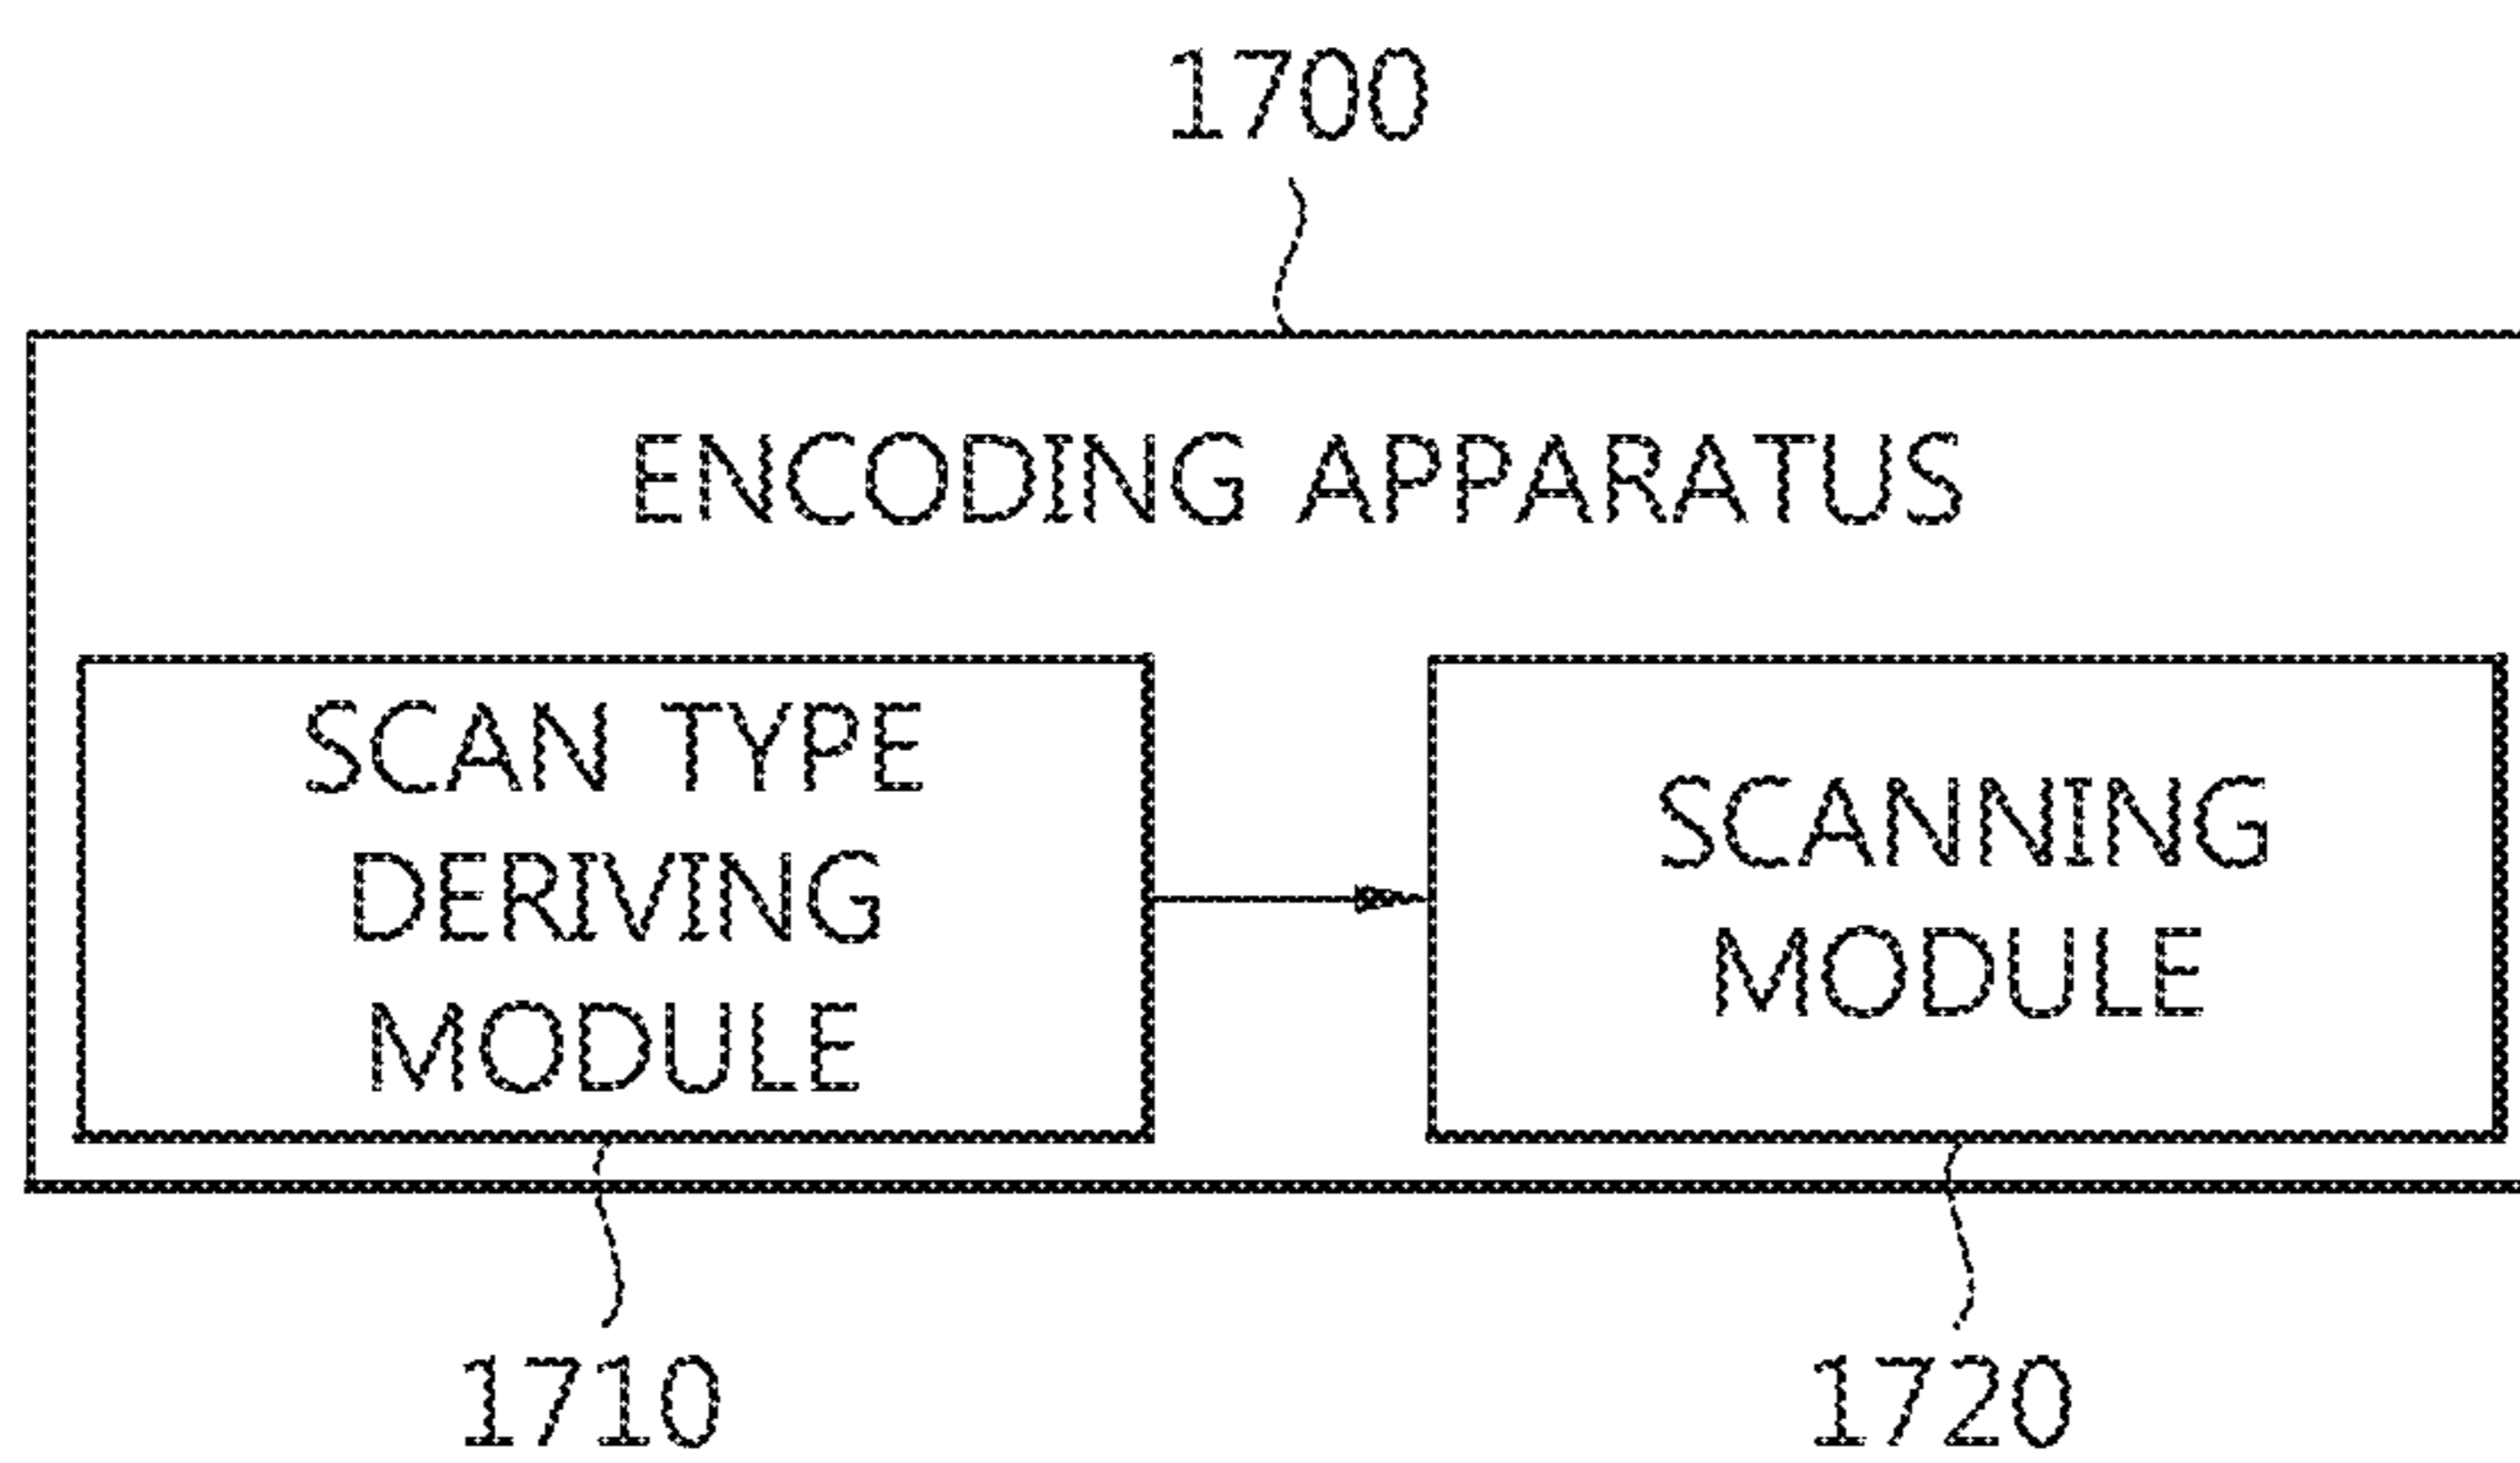 1700
ENCODING APPARATUS
SCAN TYPE
DERIVING
MODULE
SCANNING
MODULE
1710
1720